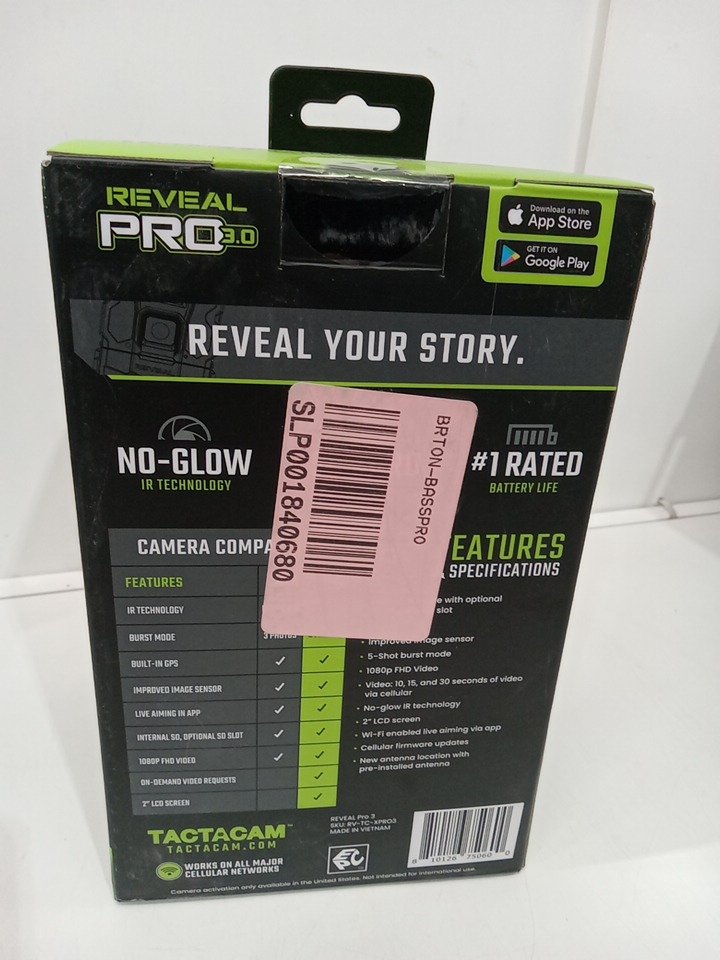 REVEAL
PRO 3.0
Download on the
App Store
GET IT ON
Google Play
REVEAL YOUR STORY.
REVEAL
NO-GLOW
IR TECHNOLOGY
#1 RATED
BATTERY LIFE
SLP001840680
BRTON-BASSPRO
CAMERA
FEATURES
IR TECHNOLOGY
BURST MODE
3 PHOTOS
BUILT-IN GPS
IMPROVED IMAGE SENSOR
LIVE AIMING IN APP
INTERNAL SD, OPTIONAL SD SLOT
1080P FHD VIDEO
ON-DEMAND VIDEO REQUESTS
2" LCD SCREEN
SPECIFICATIONS
with optional
slot
• Improved image sensor
• 5-Shot burst mode
• 1080p FHD Video
• Video: 10, 15, and 30 seconds of video
via cellular
• No-glow IR technology
• 2" LCD screen
• Wi-Fi enabled live aiming via app
• Cellular firmware updates
• New antenna location with
pre-installed antenna
TACTACAM™
TACTACAM.COM
WORKS ON ALL MAJOR
CELLULAR NETWORKS
REVEAL Pro 3
SKU: RV-TC-XPRO3
MADE IN VIETNAM
8 10126 75060 0
Camera activation only available in the United States. Not intended for international use.